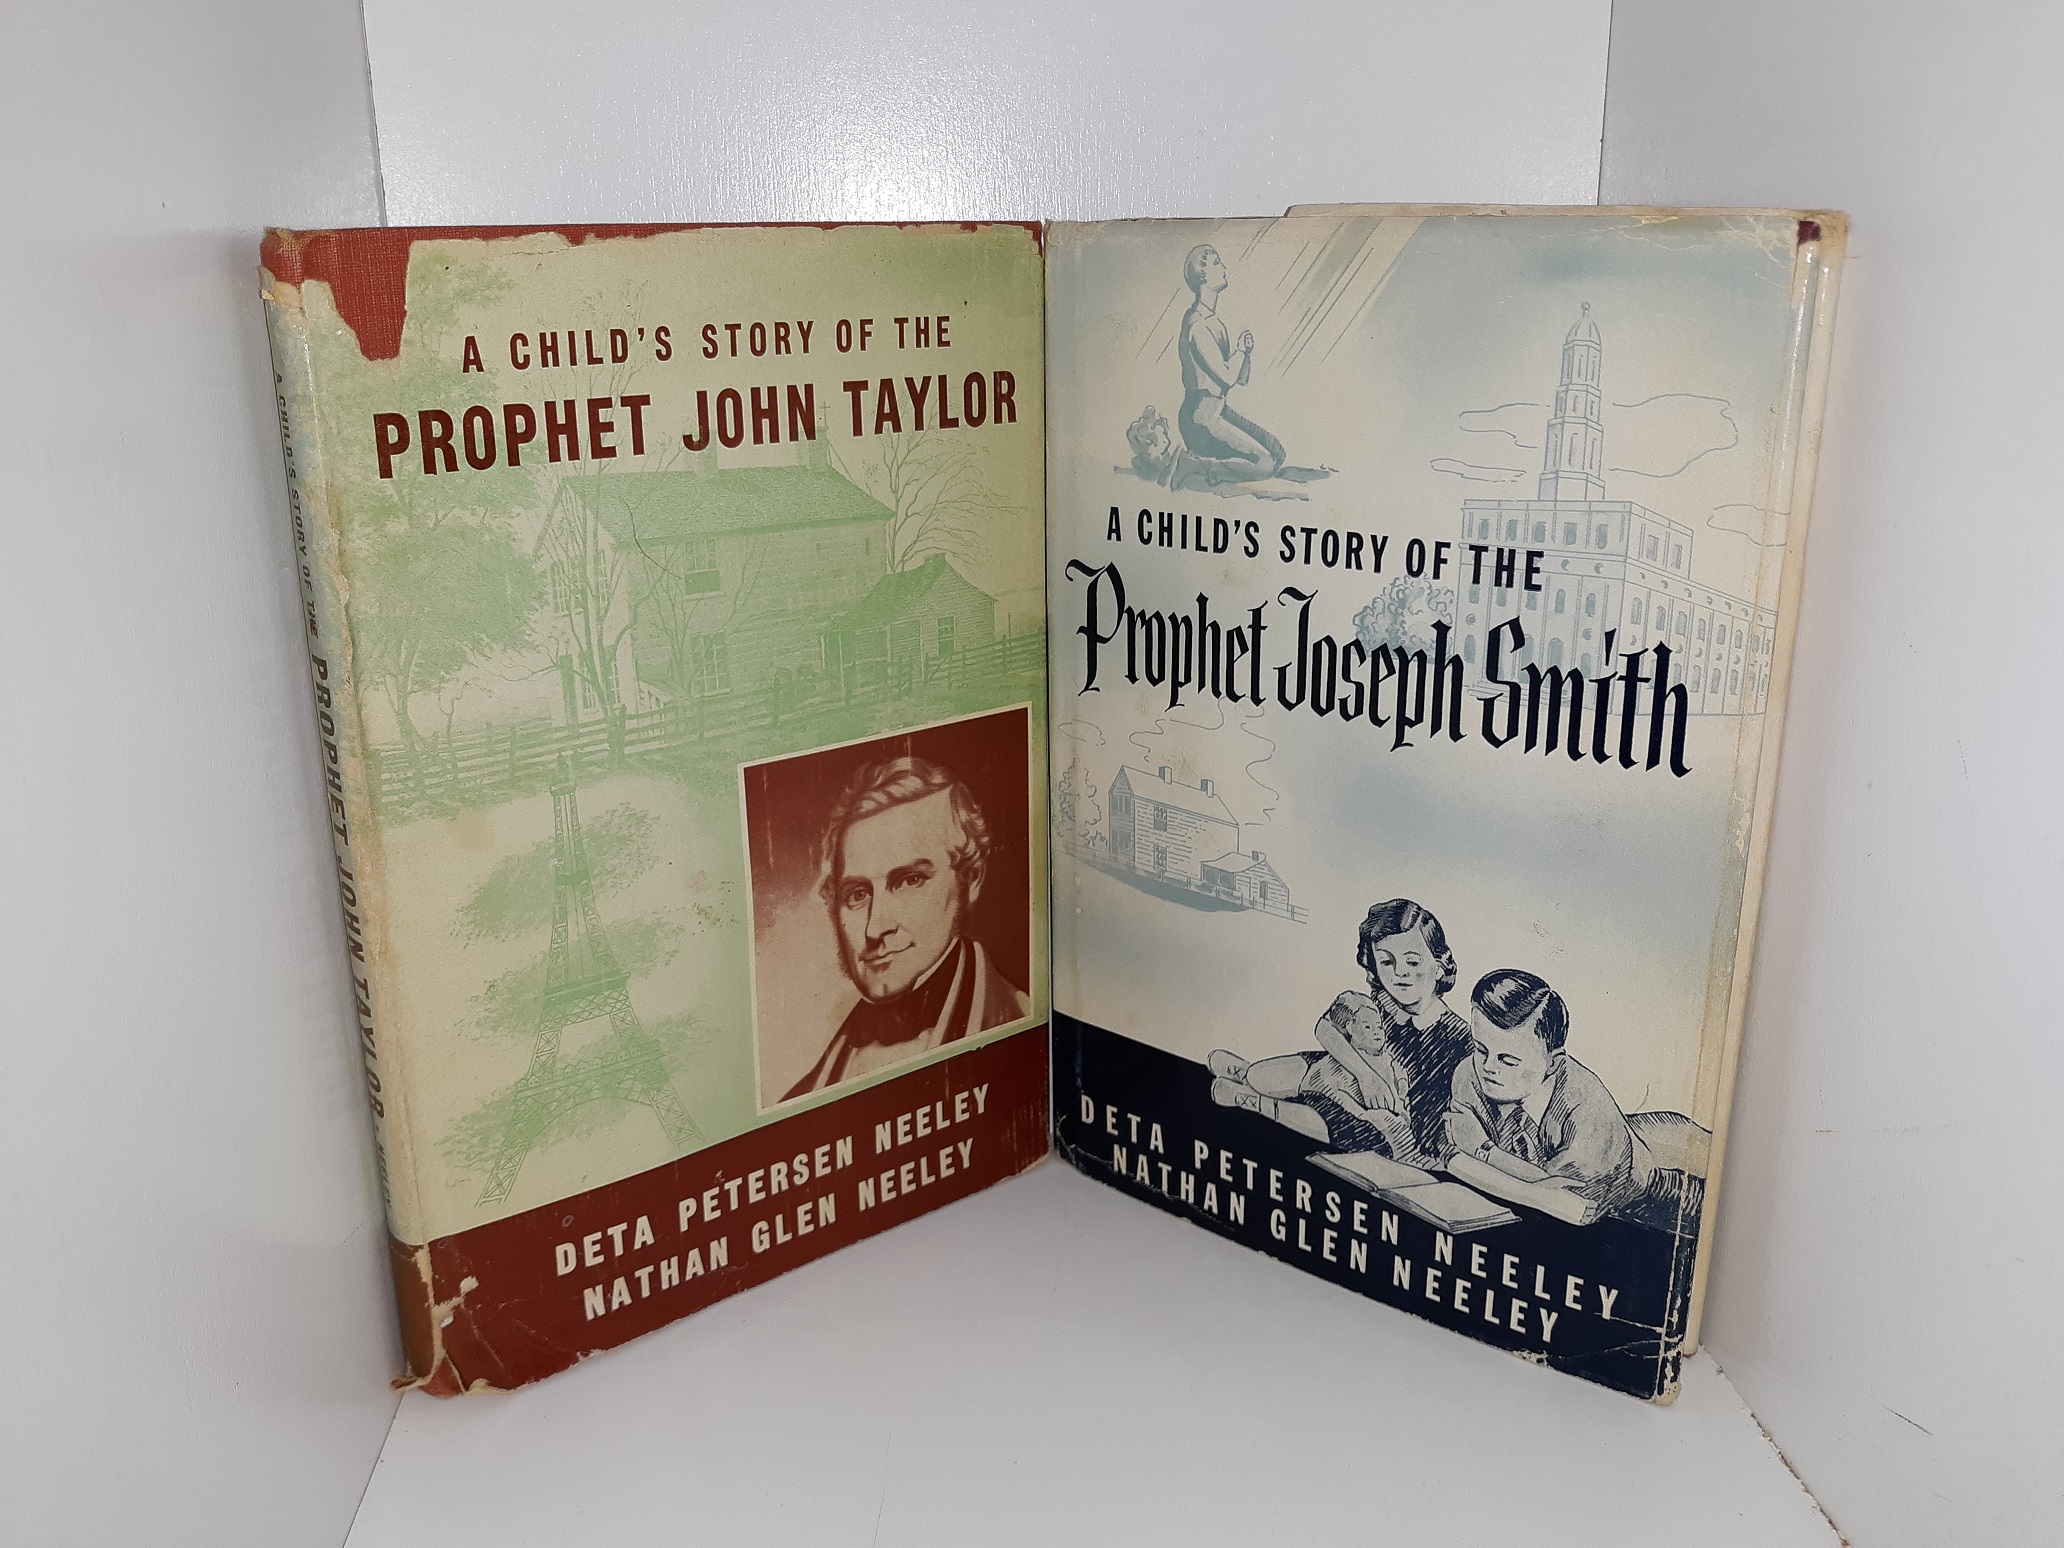 A CHILD'S STORY OF THE
PROPHET JOHN TAYLOR
DETA PETERSEN NEELEY
NATHAN GLEN NEELEY
A CHILD'S STORY OF THE PROPHET JOHN TAYLOR
A CHILD'S STORY OF THE
Prophet Joseph Smith
DETA PETERSEN NEELEY
NATHAN GLEN NEELEY